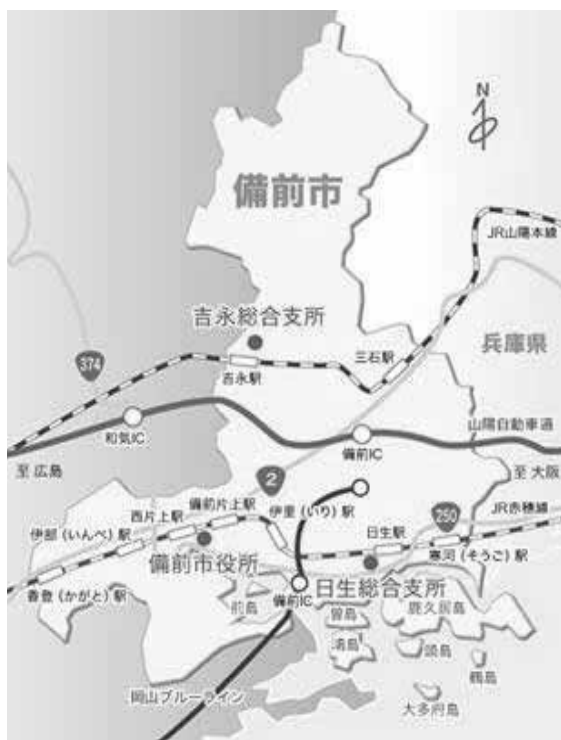 N
備前市
JR山陽本線
吉永総合支所
兵庫県
三石駅
374
吉永駅
和気IC
山陽自動車道
備前IC
至 広島
至 大阪
2
伊里(いり)駅
250
JR赤穂線
備前片上駅
西片上駅
伊部(いんべ)駅
日生駅
寒河(そうご)駅
備前市役所
日生総合支所
香登(かがと)駅
備前IC
前島
曽島
鹿久居島
鴻島
頭島
鶴島
大多府島
岡山ブルーライン